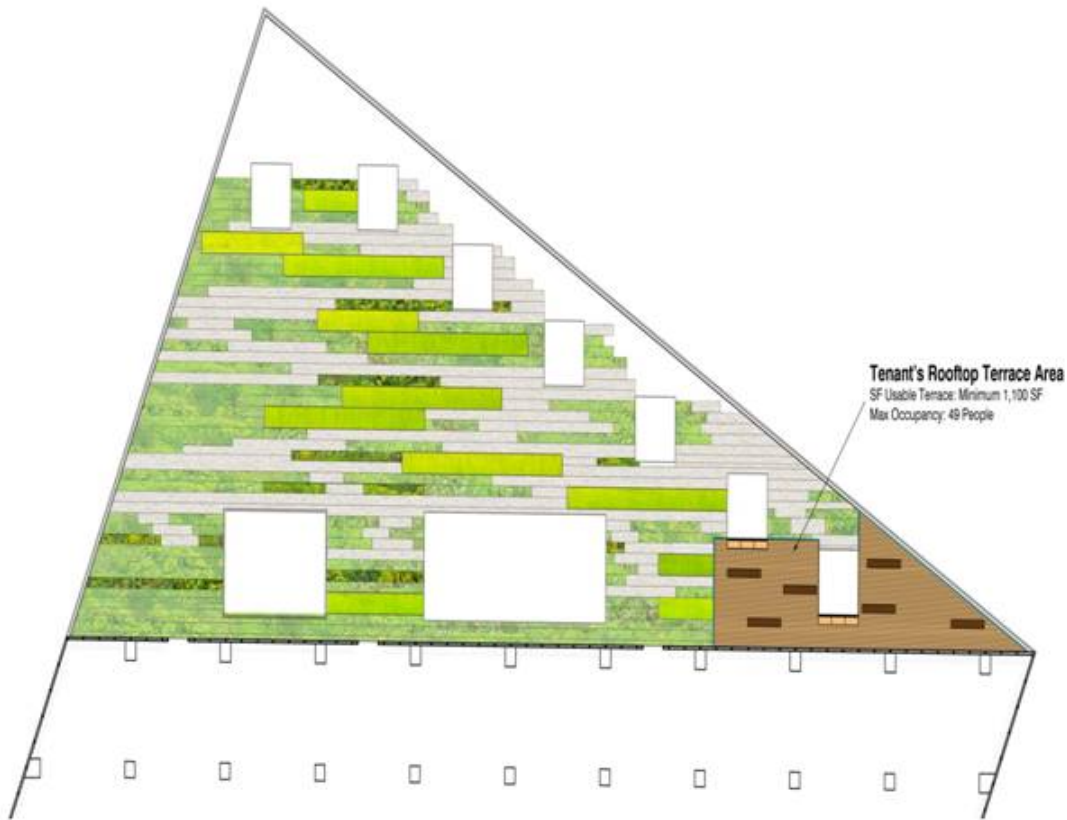 Tenant's Rooftop Terrace Area
SF Usable Terrace: Minimum 1,100 SF
Max Occupancy: 49 People